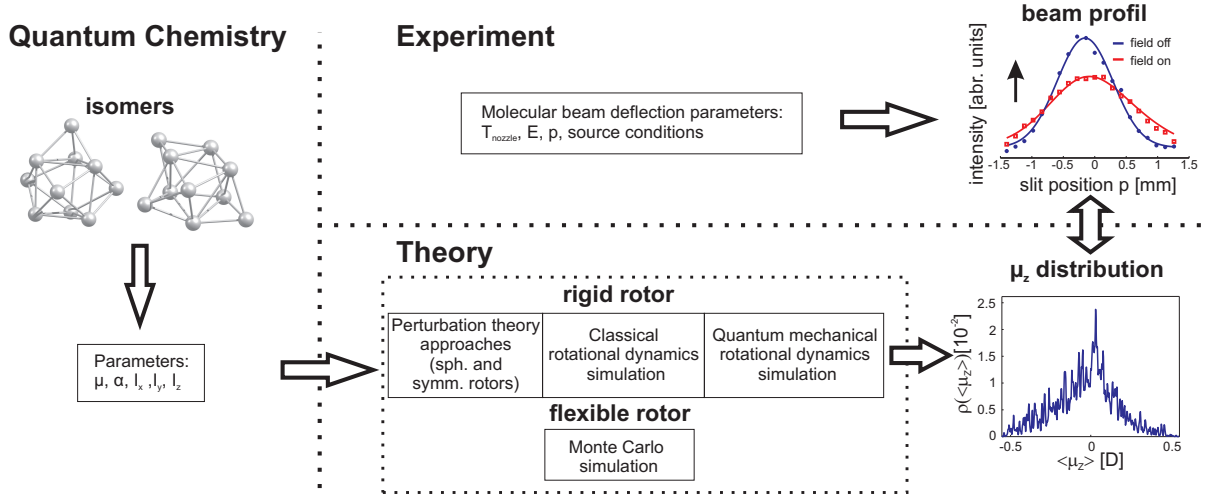 Quantum Chemistry
isomers
Parameters:
μ, α, Iₓ ,Iᵧ, I_z
Experiment
Molecular beam deflection parameters:
T_nozzle, E, p, source conditions
beam profil
intensity [abr. units]
field off
field on
-1.5 -1 -0.5 0 0.5 1 1.5
slit position p [mm]
Theory
rigid rotor
Perturbation theory
approaches
(sph. and
symm. rotors)
Classical
rotational dynamics
simulation
Quantum mechanical
rotational dynamics
simulation
flexible rotor
Monte Carlo
simulation
μ_z distribution
ρ(<μ_z>)[10⁻²]
2.5
2
1.5
1
0.5
0
-0.5 0 0.5
<μ_z> [D]